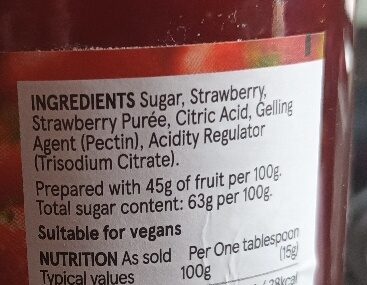 INGREDIENTS Sugar, Strawberry,
Strawberry Purée, Citric Acid, Gelling
Agent (Pectin), Acidity Regulator
(Trisodium Citrate).
Prepared with 45g of fruit per 100g.
Total sugar content: 63g per 100g.
Suitable for vegans
NUTRITION As sold Per One tablespoon
Typical values 100g (15g)